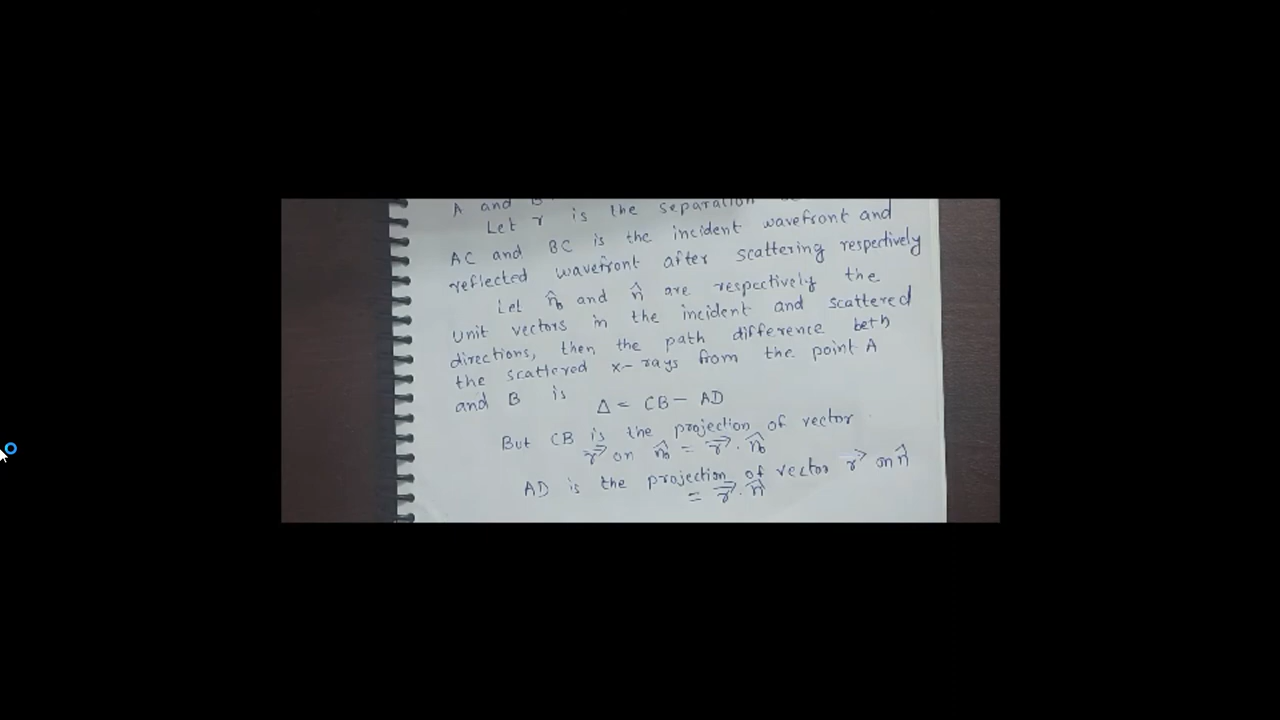 A and B
Let r is the separation
AC and BC is the incident wavefront and
reflected wavefront after scattering respectively
Let n̂₀ and n̂ are respectively the
unit vectors in the incident and scattered
directions, then the path difference betn
the scattered x-rays from the point A
and B is
Δ = CB - AD
But CB is the projection of vector
r⃗ on n̂₀ = r⃗ . n̂₀
AD is the projection of vector r⃗ on n̂
= r⃗ . n̂